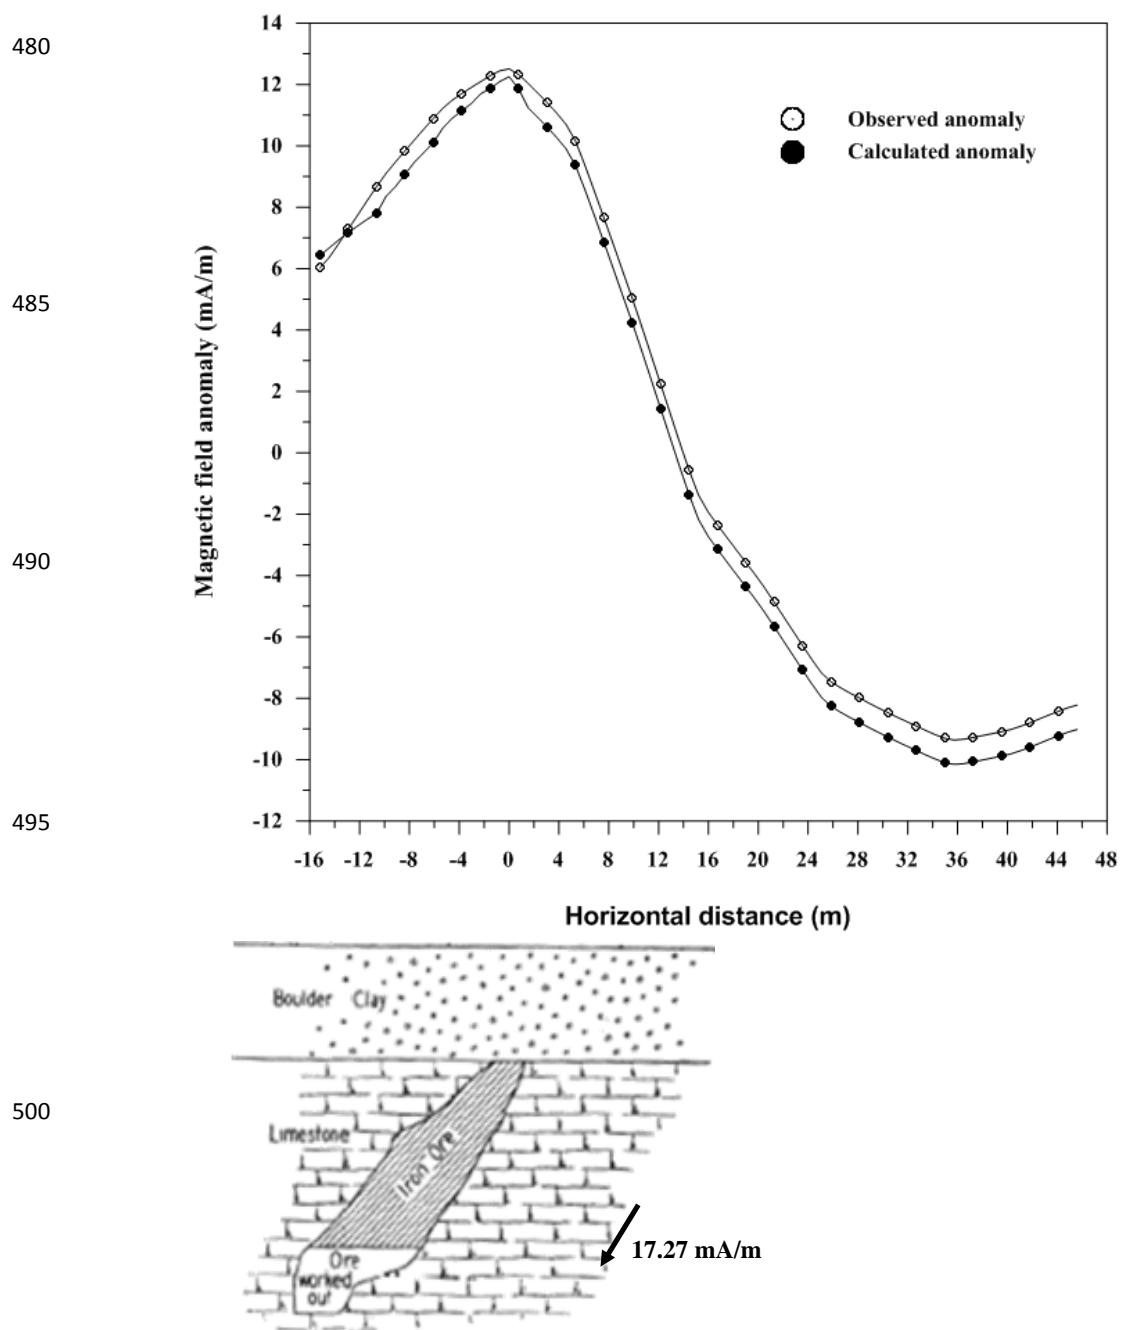 480
485
490
495
500
14
12
10
8
6
4
2
0
-2
-4
-6
-8
-10
-12
Magnetic field anomaly (mA/m)
Observed anomaly
Calculated anomaly
-16 -12 -8 -4 0 4 8 12 16 20 24 28 32 36 40 44 48
Horizontal distance (m)
Boulder Clay
Limestone
Iron Ore
17.27 mA/m
Ore
worked
out